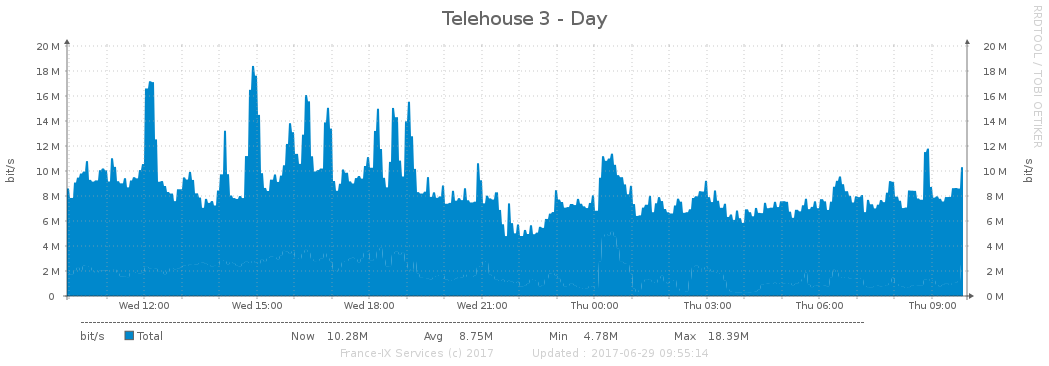 Telehouse 3 - Day
RRDTOOL / TOBI OETIKER
bit/s
20 M 20 M
18 M 18 M
16 M 16 M
14 M 14 M
12 M 12 M
10 M 10 M
8 M 8 M
6 M 6 M
4 M 4 M
2 M 2 M
0 0 M
bit/s
Wed 12:00 Wed 15:00 Wed 18:00 Wed 21:00 Thu 00:00 Thu 03:00 Thu 06:00 Thu 09:00
bit/s Total Now 10.28M Avg 8.75M Min 4.78M Max 18.39M
France-IX Services (c) 2017 Updated : 2017-06-29 09:55:14